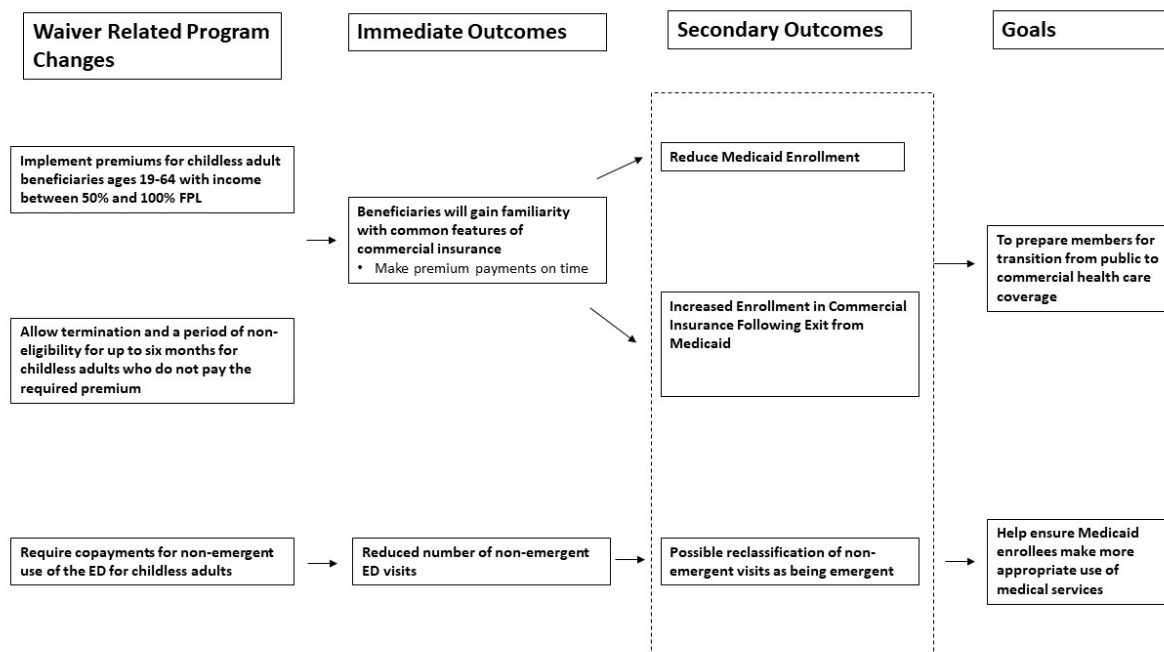 Waiver Related Program
Changes
Immediate Outcomes
Secondary Outcomes
Goals
Implement premiums for childless adult
beneficiaries ages 19-64 with income
between 50% and 100% FPL
Allow termination and a period of non-
eligibility for up to six months for
childless adults who do not pay the
required premium
Beneficiaries will gain familiarity
with common features of
commercial insurance
• Make premium payments on time
Reduce Medicaid Enrollment
Increased Enrollment in Commercial
Insurance Following Exit from
Medicaid
To prepare members for
transition from public to
commercial health care
coverage
Require copayments for non-emergent
use of the ED for childless adults
Reduced number of non-emergent
ED visits
Possible reclassification of non-
emergent visits as being emergent
Help ensure Medicaid
enrollees make more
appropriate use of
medical services